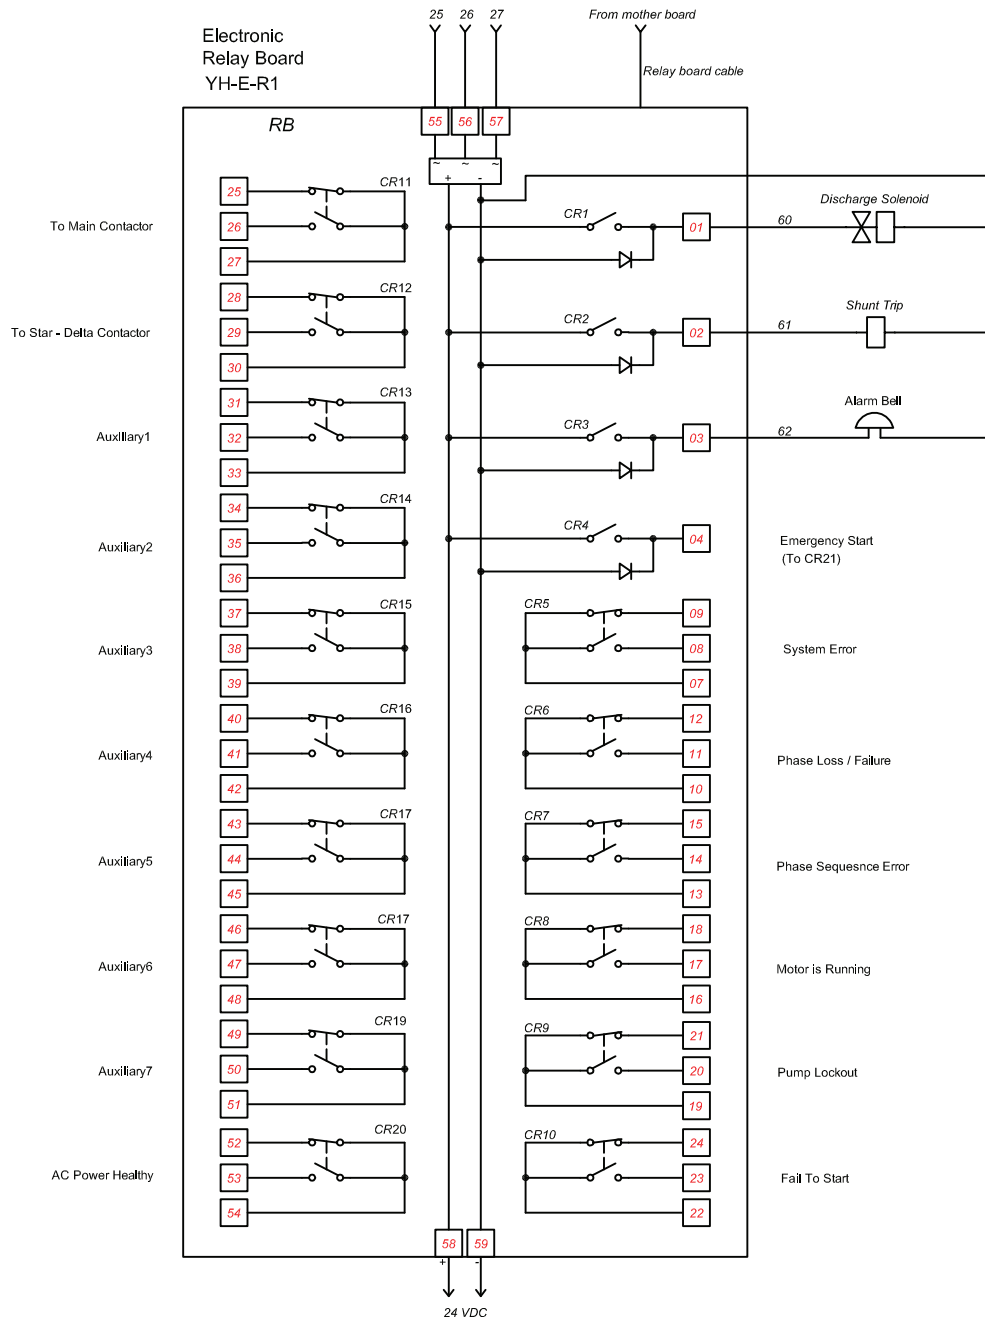 25 26 27 From mother board
Electronic
Relay Board
YH-E-R1
Relay board cable
RB
55 56 57
~ ~ ~
+ -
25 CR11
To Main Contactor 26
27
28 CR12
To Star - Delta Contactor 29
30
31 CR13
Auxiliary1 32
33
34 CR14
Auxiliary2 35
36
37 CR15
Auxiliary3 38
39
40 CR16
Auxiliary4 41
42
43 CR17
Auxiliary5 44
45
46 CR17
Auxiliary6 47
48
49 CR19
Auxiliary7 50
51
52 CR20
AC Power Healthy 53
54
Discharge Solenoid
CR1 01 60
Shunt Trip
CR2 02 61
Alarm Bell
CR3 03 62
CR4 04 Emergency Start
(To CR21)
CR5 09
08 System Error
07
CR6 12
11 Phase Loss / Failure
10
CR7 15
14 Phase Sequesnce Error
13
CR8 18
17 Motor is Running
16
CR9 21
20 Pump Lockout
19
CR10 24
23 Fail To Start
22
58 59
+ -
24 VDC